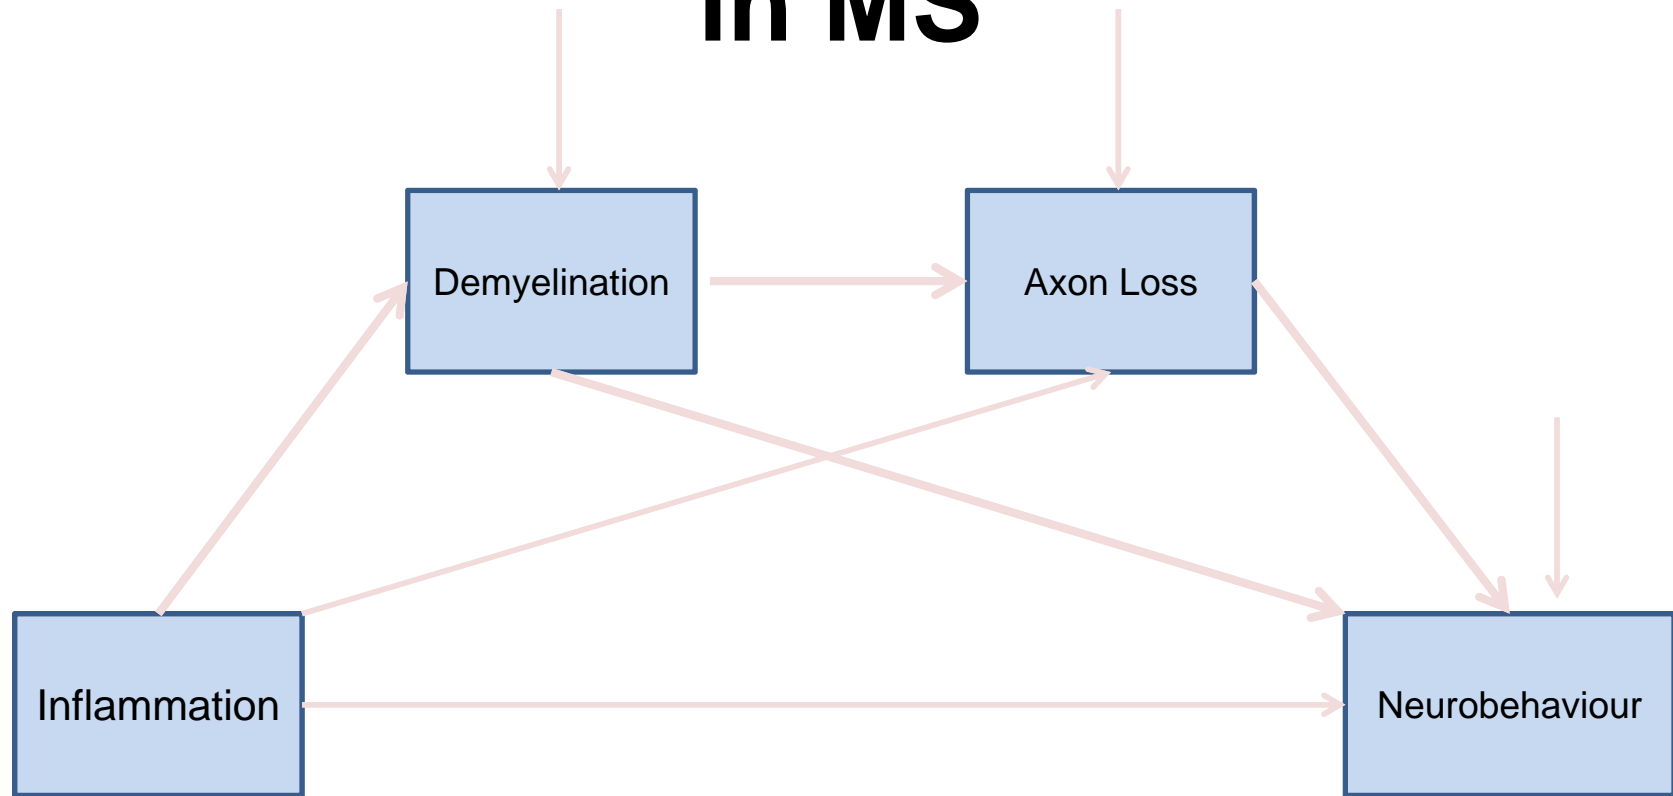 in MS
Demyelination
Axon Loss
Inflammation
Neurobehaviour